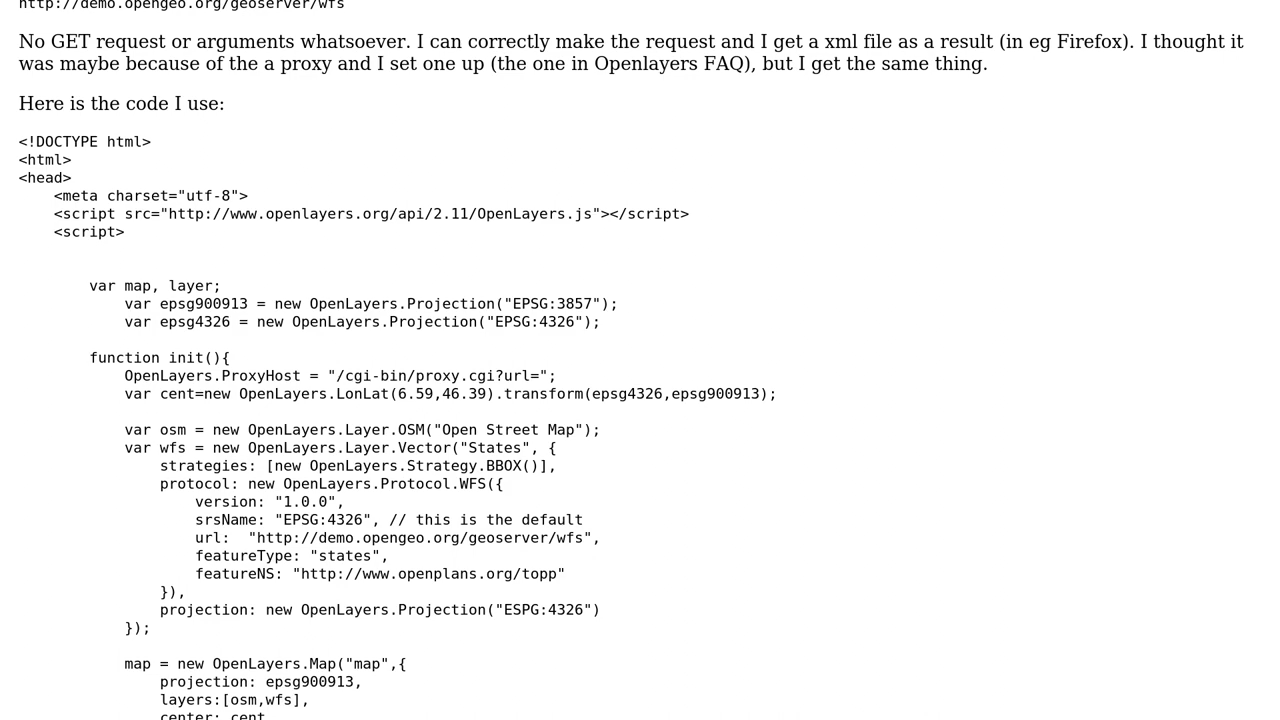 http://demo.opengeo.org/geoserver/wfs
No GET request or arguments whatsoever. I can correctly make the request and I get a xml file as a result (in eg Firefox). I thought it
was maybe because of the a proxy and I set one up (the one in Openlayers FAQ), but I get the same thing.
Here is the code I use:
<!DOCTYPE html>
<html>
<head>
    <meta charset="utf-8">
    <script src="http://www.openlayers.org/api/2.11/OpenLayers.js"></script>
    <script>
        var map, layer;
            var epsg900913 = new OpenLayers.Projection("EPSG:3857");
            var epsg4326 = new OpenLayers.Projection("EPSG:4326");
        function init(){
            OpenLayers.ProxyHost = "/cgi-bin/proxy.cgi?url=";
            var cent=new OpenLayers.LonLat(6.59,46.39).transform(epsg4326,epsg900913);
            var osm = new OpenLayers.Layer.OSM("Open Street Map");
            var wfs = new OpenLayers.Layer.Vector("States", {
                strategies: [new OpenLayers.Strategy.BBOX()],
                protocol: new OpenLayers.Protocol.WFS({
                    version: "1.0.0",
                    srsName: "EPSG:4326", // this is the default
                    url:  "http://demo.opengeo.org/geoserver/wfs",
                    featureType: "states",
                    featureNS: "http://www.openplans.org/topp"
                }),
                projection: new OpenLayers.Projection("ESPG:4326")
            });
            map = new OpenLayers.Map("map",{
                projection: epsg900913,
                layers:[osm,wfs],
                center: cent